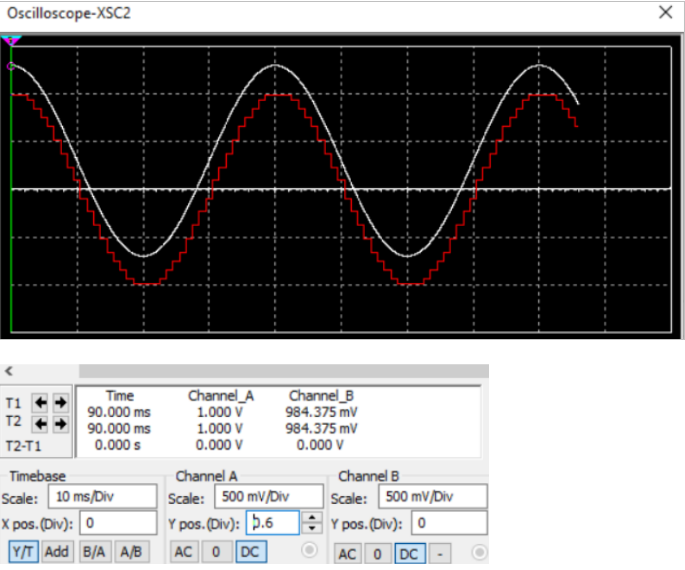 Oscilloscope-XSC2
Time Channel_A Channel_B
T1 90.000 ms 1.000 V 984.375 mV
T2 90.000 ms 1.000 V 984.375 mV
T2-T1 0.000 s 0.000 V 0.000 V
Timebase Channel A Channel B
Scale: 10 ms/Div Scale: 500 mV/Div Scale: 500 mV/Div
X pos.(Div): 0 Y pos.(Div): 0.6 Y pos.(Div): 0
Y/T Add B/A A/B AC 0 DC AC 0 DC -